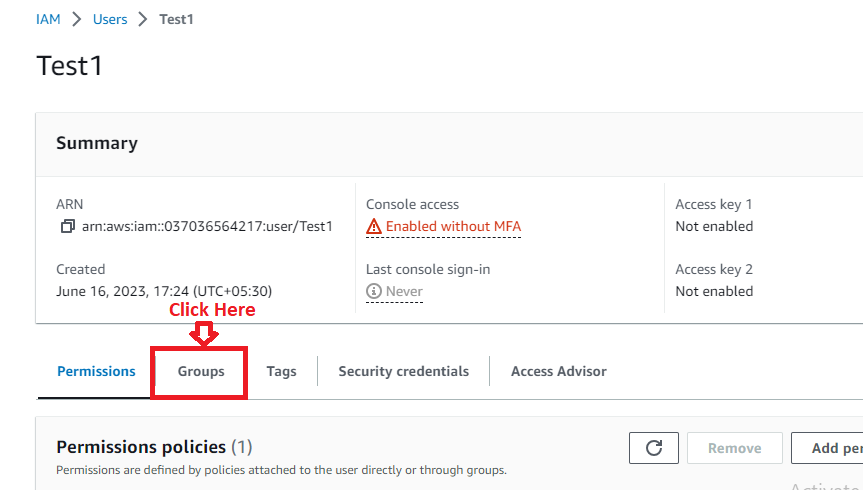 IAM > Users > Test1
Test1
Summary
ARN
arn:aws:iam::037036564217:user/Test1
Console access
Enabled without MFA
Access key 1
Not enabled
Created
June 16, 2023, 17:24 (UTC+05:30)
Last console sign-in
Never
Access key 2
Not enabled
Click Here
Permissions Groups Tags Security credentials Access Advisor
Permissions policies (1)
Remove
Add per
Permissions are defined by policies attached to the user directly or through groups.
Activate